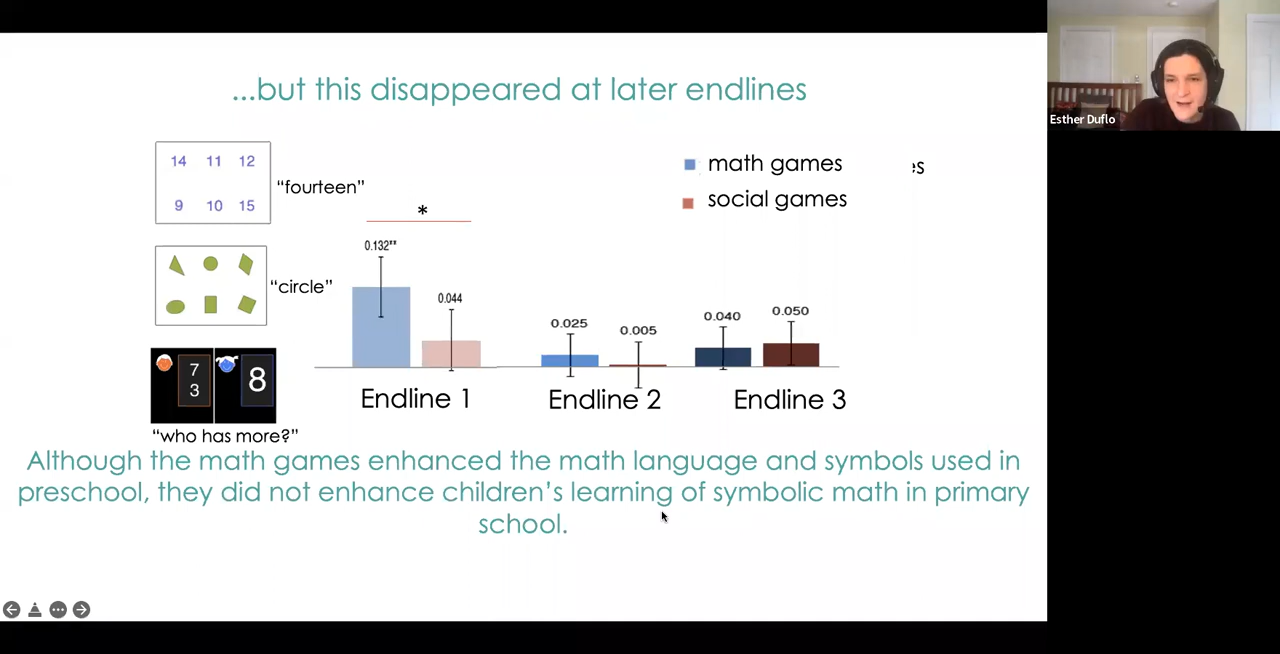 ...but this disappeared at later endlines
Esther Duflo
14 11 12
9 10 15
“fourteen”
“circle”
7
3
8
“who has more?”
math games
social games
es
*
0.132**
0.044
0.025
0.005
0.040
0.050
Endline 1
Endline 2
Endline 3
Although the math games enhanced the math language and symbols used in
preschool, they did not enhance children’s learning of symbolic math in primary
school.